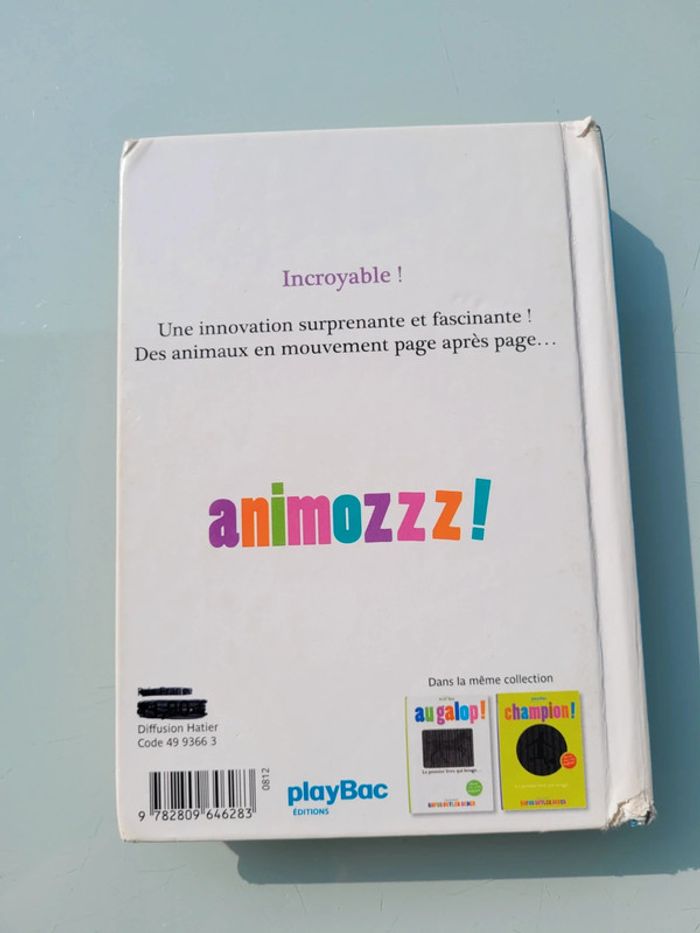 Incroyable !
Une innovation surprenante et fascinante !
Des animaux en mouvement page après page...
animozzz!
Diffusion Hatier
Code 49 9366 3
9 782809 646283
0812
playBac
ÉDITIONS
Dans la même collection
au galop!
champion!